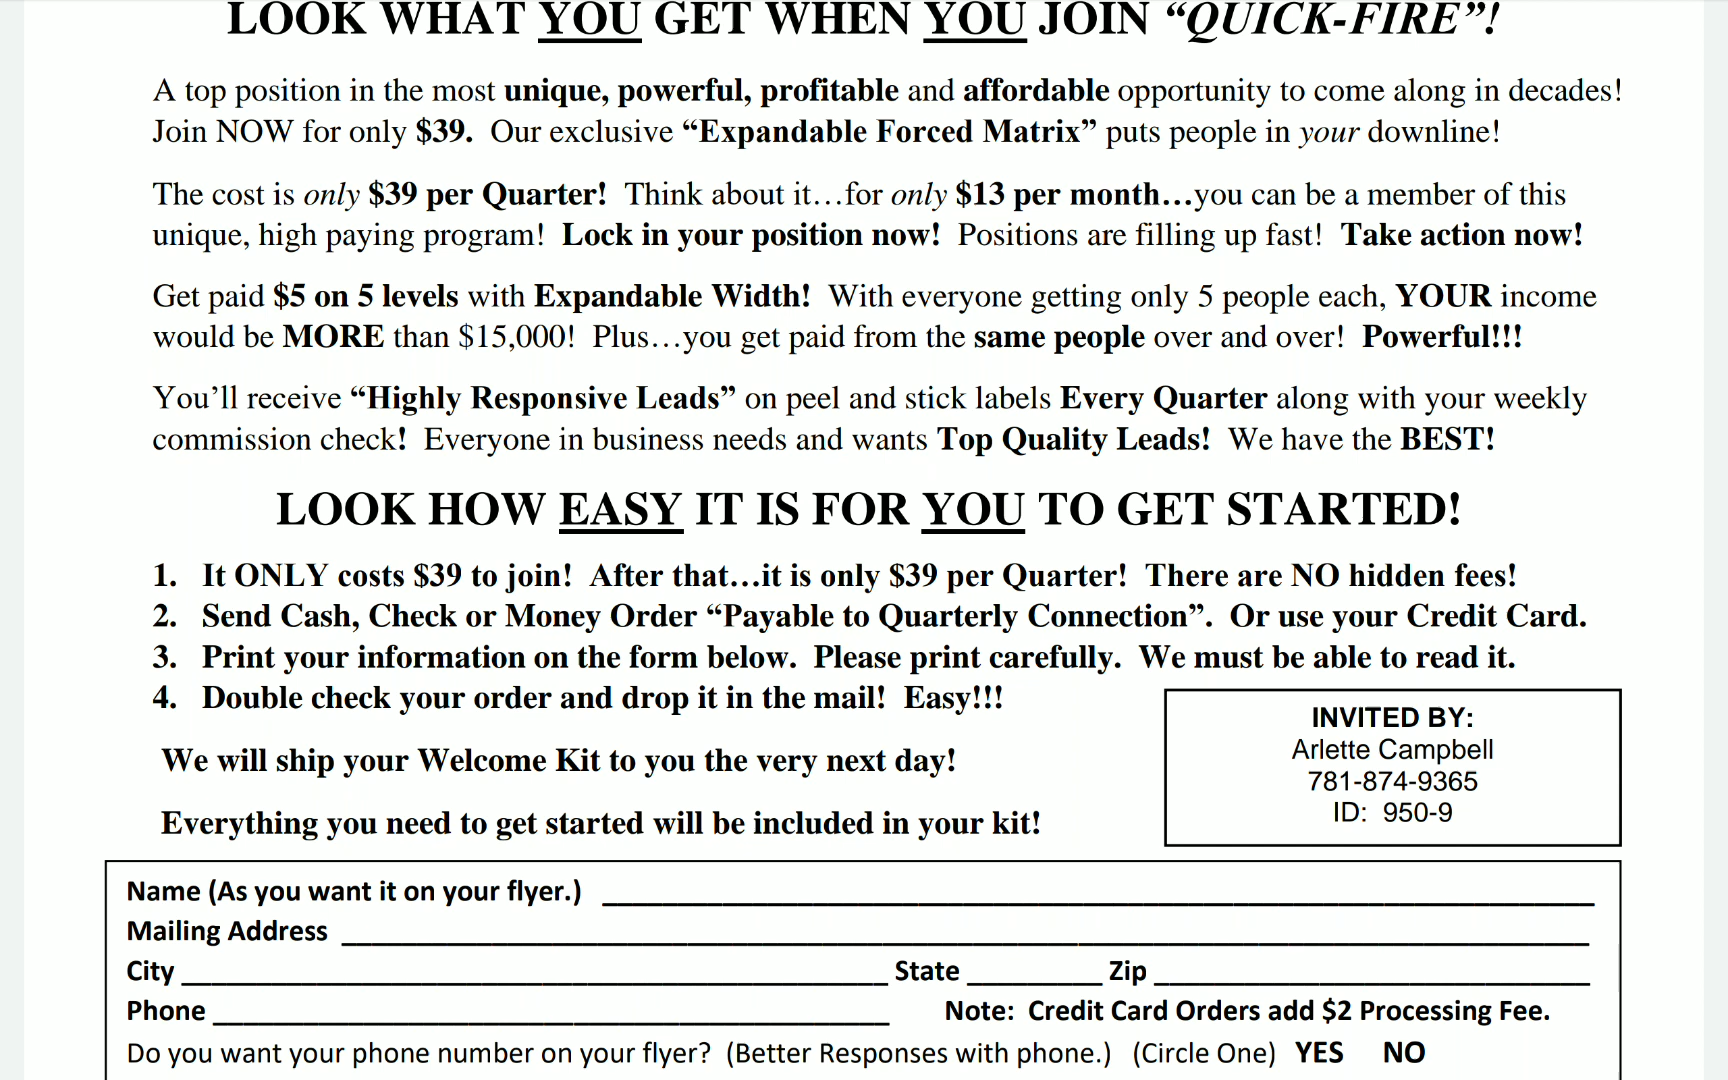 LOOK WHAT YOU GET WHEN YOU JOIN “QUICK-FIRE”!
A top position in the most unique, powerful, profitable and affordable opportunity to come along in decades!
Join NOW for only $39. Our exclusive “Expandable Forced Matrix” puts people in your downline!
The cost is only $39 per Quarter! Think about it…for only $13 per month…you can be a member of this
unique, high paying program! Lock in your position now! Positions are filling up fast! Take action now!
Get paid $5 on 5 levels with Expandable Width! With everyone getting only 5 people each, YOUR income
would be MORE than $15,000! Plus…you get paid from the same people over and over! Powerful!!!
You’ll receive “Highly Responsive Leads” on peel and stick labels Every Quarter along with your weekly
commission check! Everyone in business needs and wants Top Quality Leads! We have the BEST!
LOOK HOW EASY IT IS FOR YOU TO GET STARTED!
1. It ONLY costs $39 to join! After that…it is only $39 per Quarter! There are NO hidden fees!
2. Send Cash, Check or Money Order “Payable to Quarterly Connection”. Or use your Credit Card.
3. Print your information on the form below. Please print carefully. We must be able to read it.
4. Double check your order and drop it in the mail! Easy!!!
We will ship your Welcome Kit to you the very next day!
Everything you need to get started will be included in your kit!
INVITED BY:
Arlette Campbell
781-874-9365
ID: 950-9
Name (As you want it on your flyer.)
Mailing Address
City State Zip
Phone Note: Credit Card Orders add $2 Processing Fee.
Do you want your phone number on your flyer? (Better Responses with phone.) (Circle One) YES NO